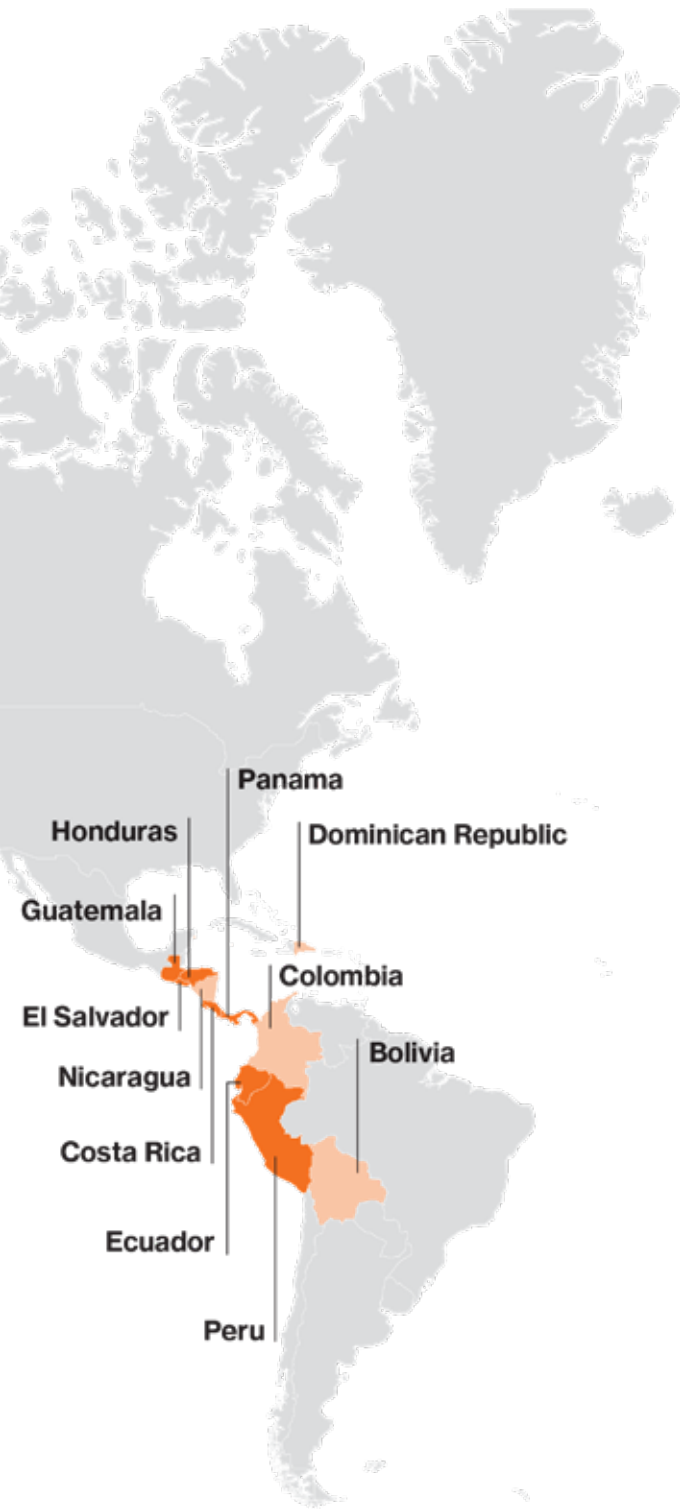 Panama
Honduras
Dominican Republic
Guatemala
Colombia
El Salvador
Bolivia
Nicaragua
Costa Rica
Ecuador
Peru